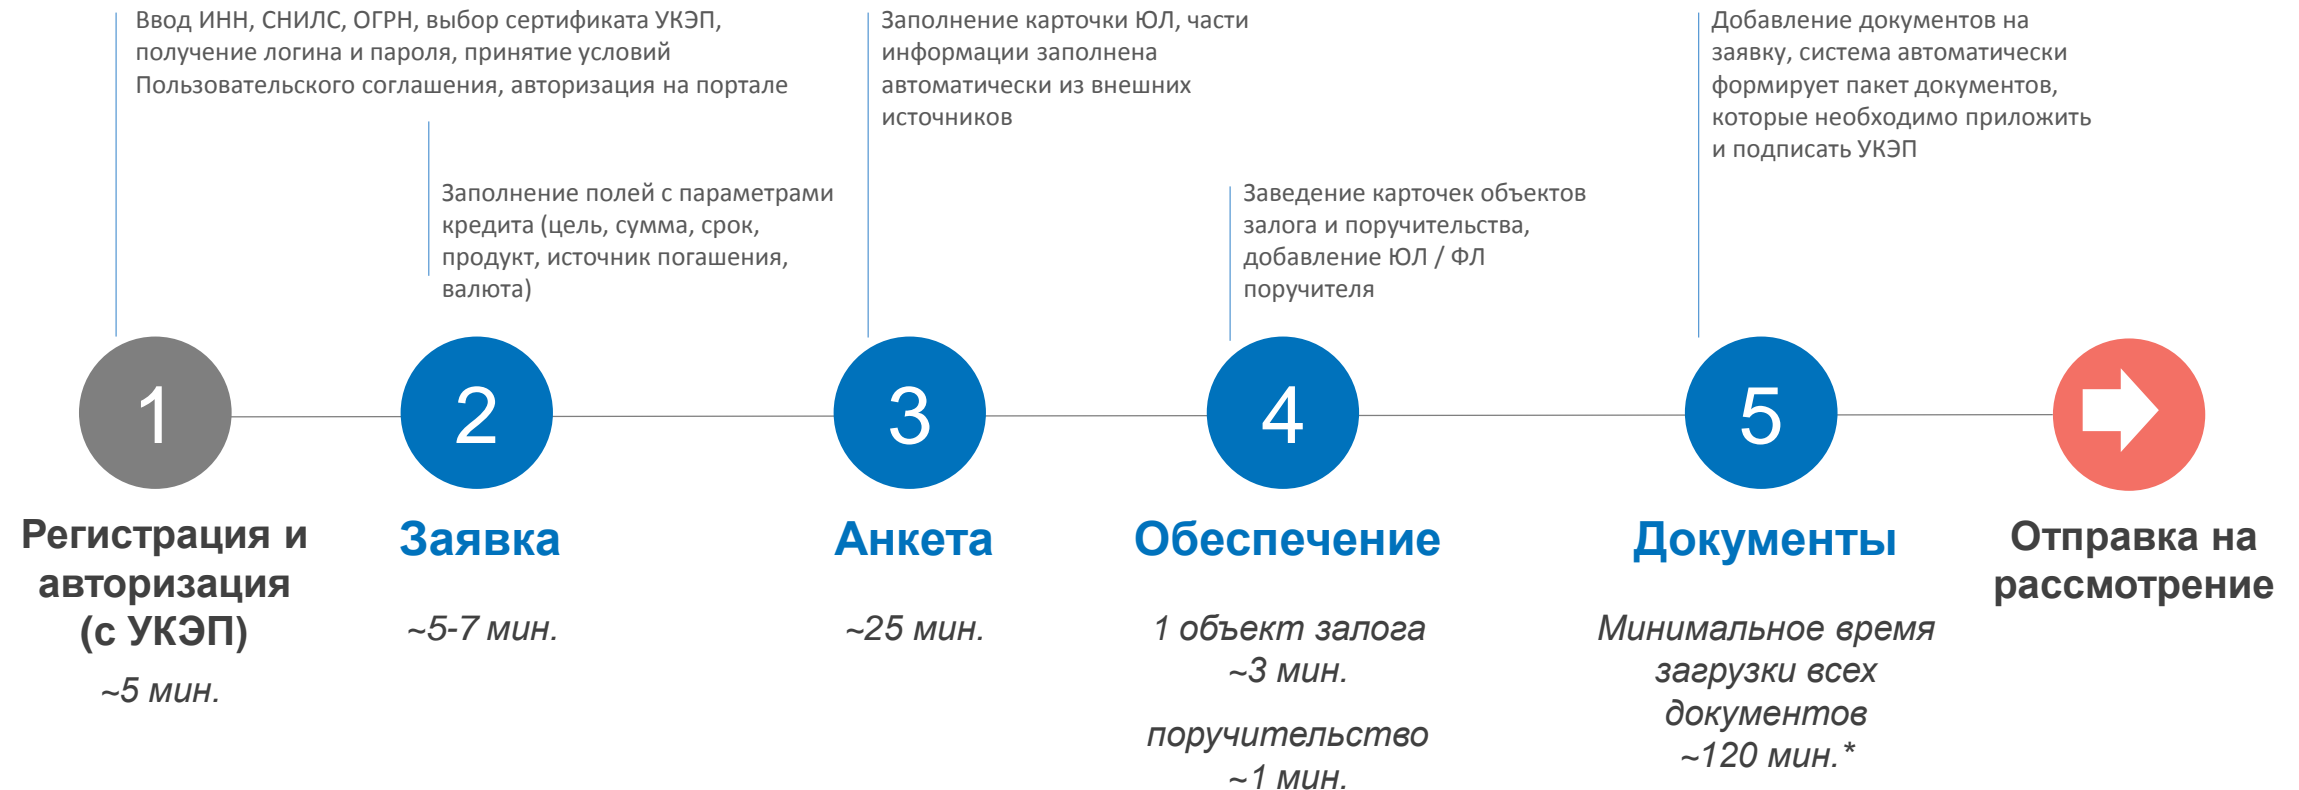 Ввод ИНН, СНИЛС, ОГРН, выбор сертификата УКЭП,
получение логина и пароля, принятие условий
Пользовательского соглашения, авторизация на портале
Заполнение полей с параметрами
кредита (цель, сумма, срок,
продукт, источник погашения,
валюта)
Заполнение карточки ЮЛ, части
информации заполнена
автоматически из внешних
источников
Заведение карточек объектов
залога и поручительства,
добавление ЮЛ / ФЛ
поручителя
Добавление документов на
заявку, система автоматически
формирует пакет документов,
которые необходимо приложить
и подписать УКЭП
1
2
3
4
5
Регистрация и
авторизация
(с УКЭП)
~5 мин.
Заявка
~5-7 мин.
Анкета
~25 мин.
Обеспечение
1 объект залога
~3 мин.
поручительство
~1 мин.
Документы
Минимальное время
загрузки всех
документов
~120 мин.*
Отправка на
рассмотрение